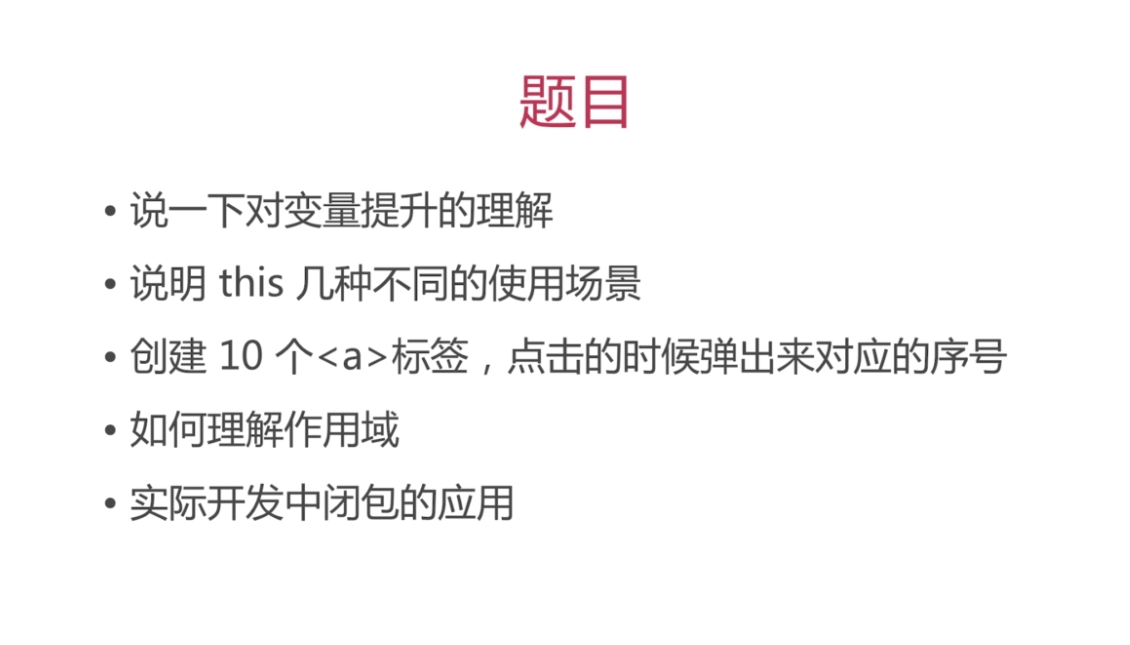 题目
• 说一下对变量提升的理解
• 说明 this 几种不同的使用场景
• 创建 10 个<a>标签，点击的时候弹出来对应的序号
• 如何理解作用域
• 实际开发中闭包的应用